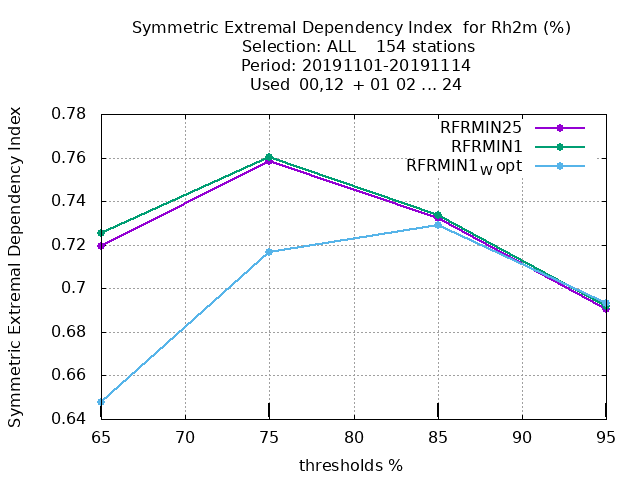 Symmetric Extremal Dependency Index for Rh2m (%)
Selection: ALL 154 stations
Period: 20191101-20191114
Used 00,12 + 01 02 ... 24
Symmetric Extremal Dependency Index
0.78
0.76
0.74
0.72
0.7
0.68
0.66
0.64
RFRMIN25
RFRMIN1
RFRMIN1w opt
65 70 75 80 85 90 95
thresholds %